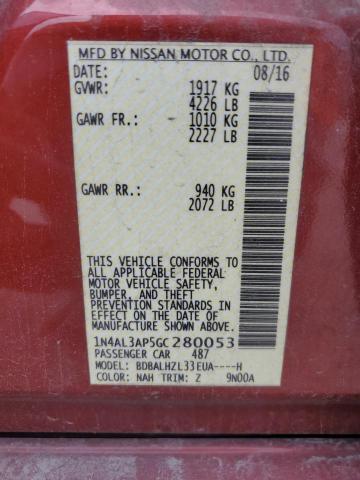 MFD BY NISSAN MOTOR CO., LTD.
DATE: 08/16
GVWR: 1917 KG
4226 LB
GAWR FR.: 1010 KG
2227 LB
GAWR RR.: 940 KG
2072 LB
THIS VEHICLE CONFORMS TO
ALL APPLICABLE FEDERAL
MOTOR VEHICLE SAFETY,
BUMPER, AND THEFT
PREVENTION STANDARDS IN
EFFECT ON THE DATE OF
MANUFACTURE SHOWN ABOVE.
1N4AL3AP5GC280053
PASSENGER CAR 487
BDBALHZL33EUA----H
COLOR: NAH TRIM: Z 9N00A